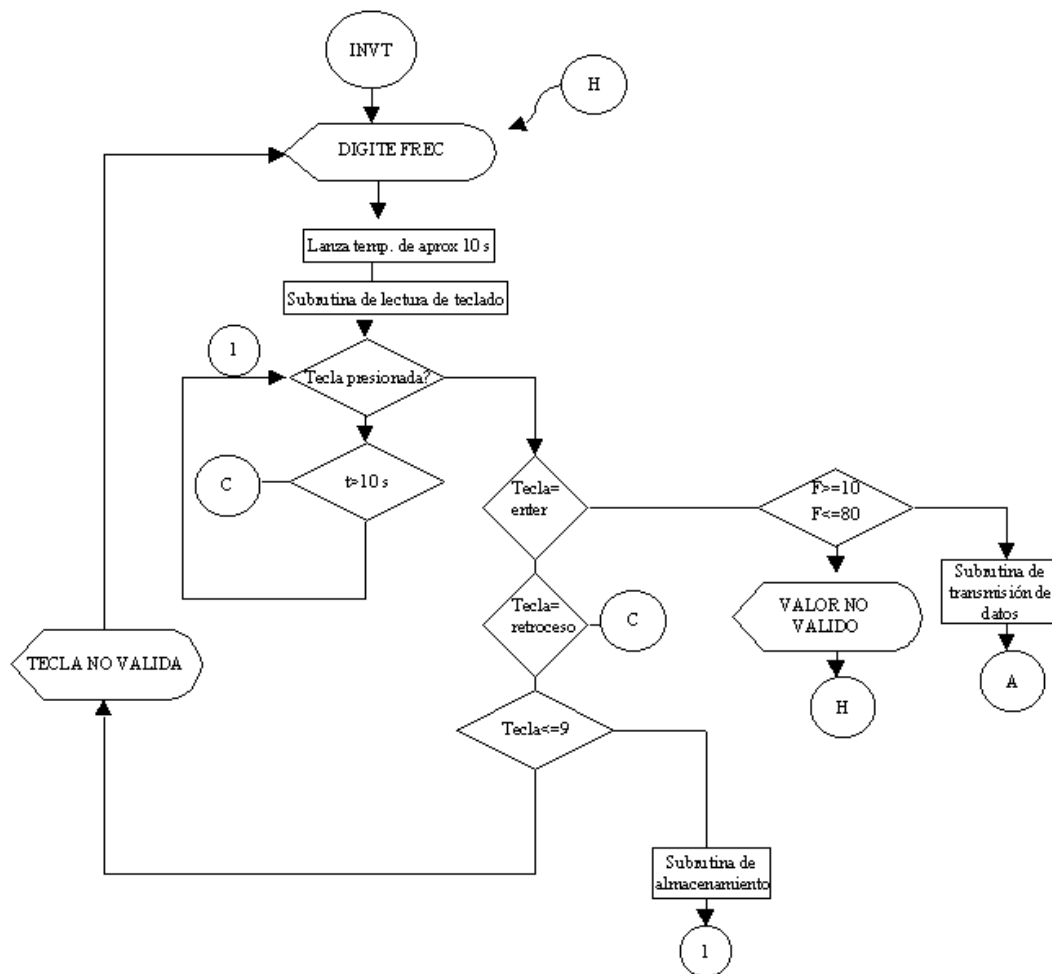 INVT
H
DIGITE FREC
Lanza temp. de aprox 10 s
Subrutina de lectura de teclado
1
Tecla presionada?
C
t>10 s
Tecla=
enter
F>=10
F<=80
Subrutina de
transmisión de
datos
Tecla=
retroceso
C
VALOR NO
VALIDO
TECLA NO VALIDA
A
H
Tecla<=9
Subrutina de
almacenamiento
1